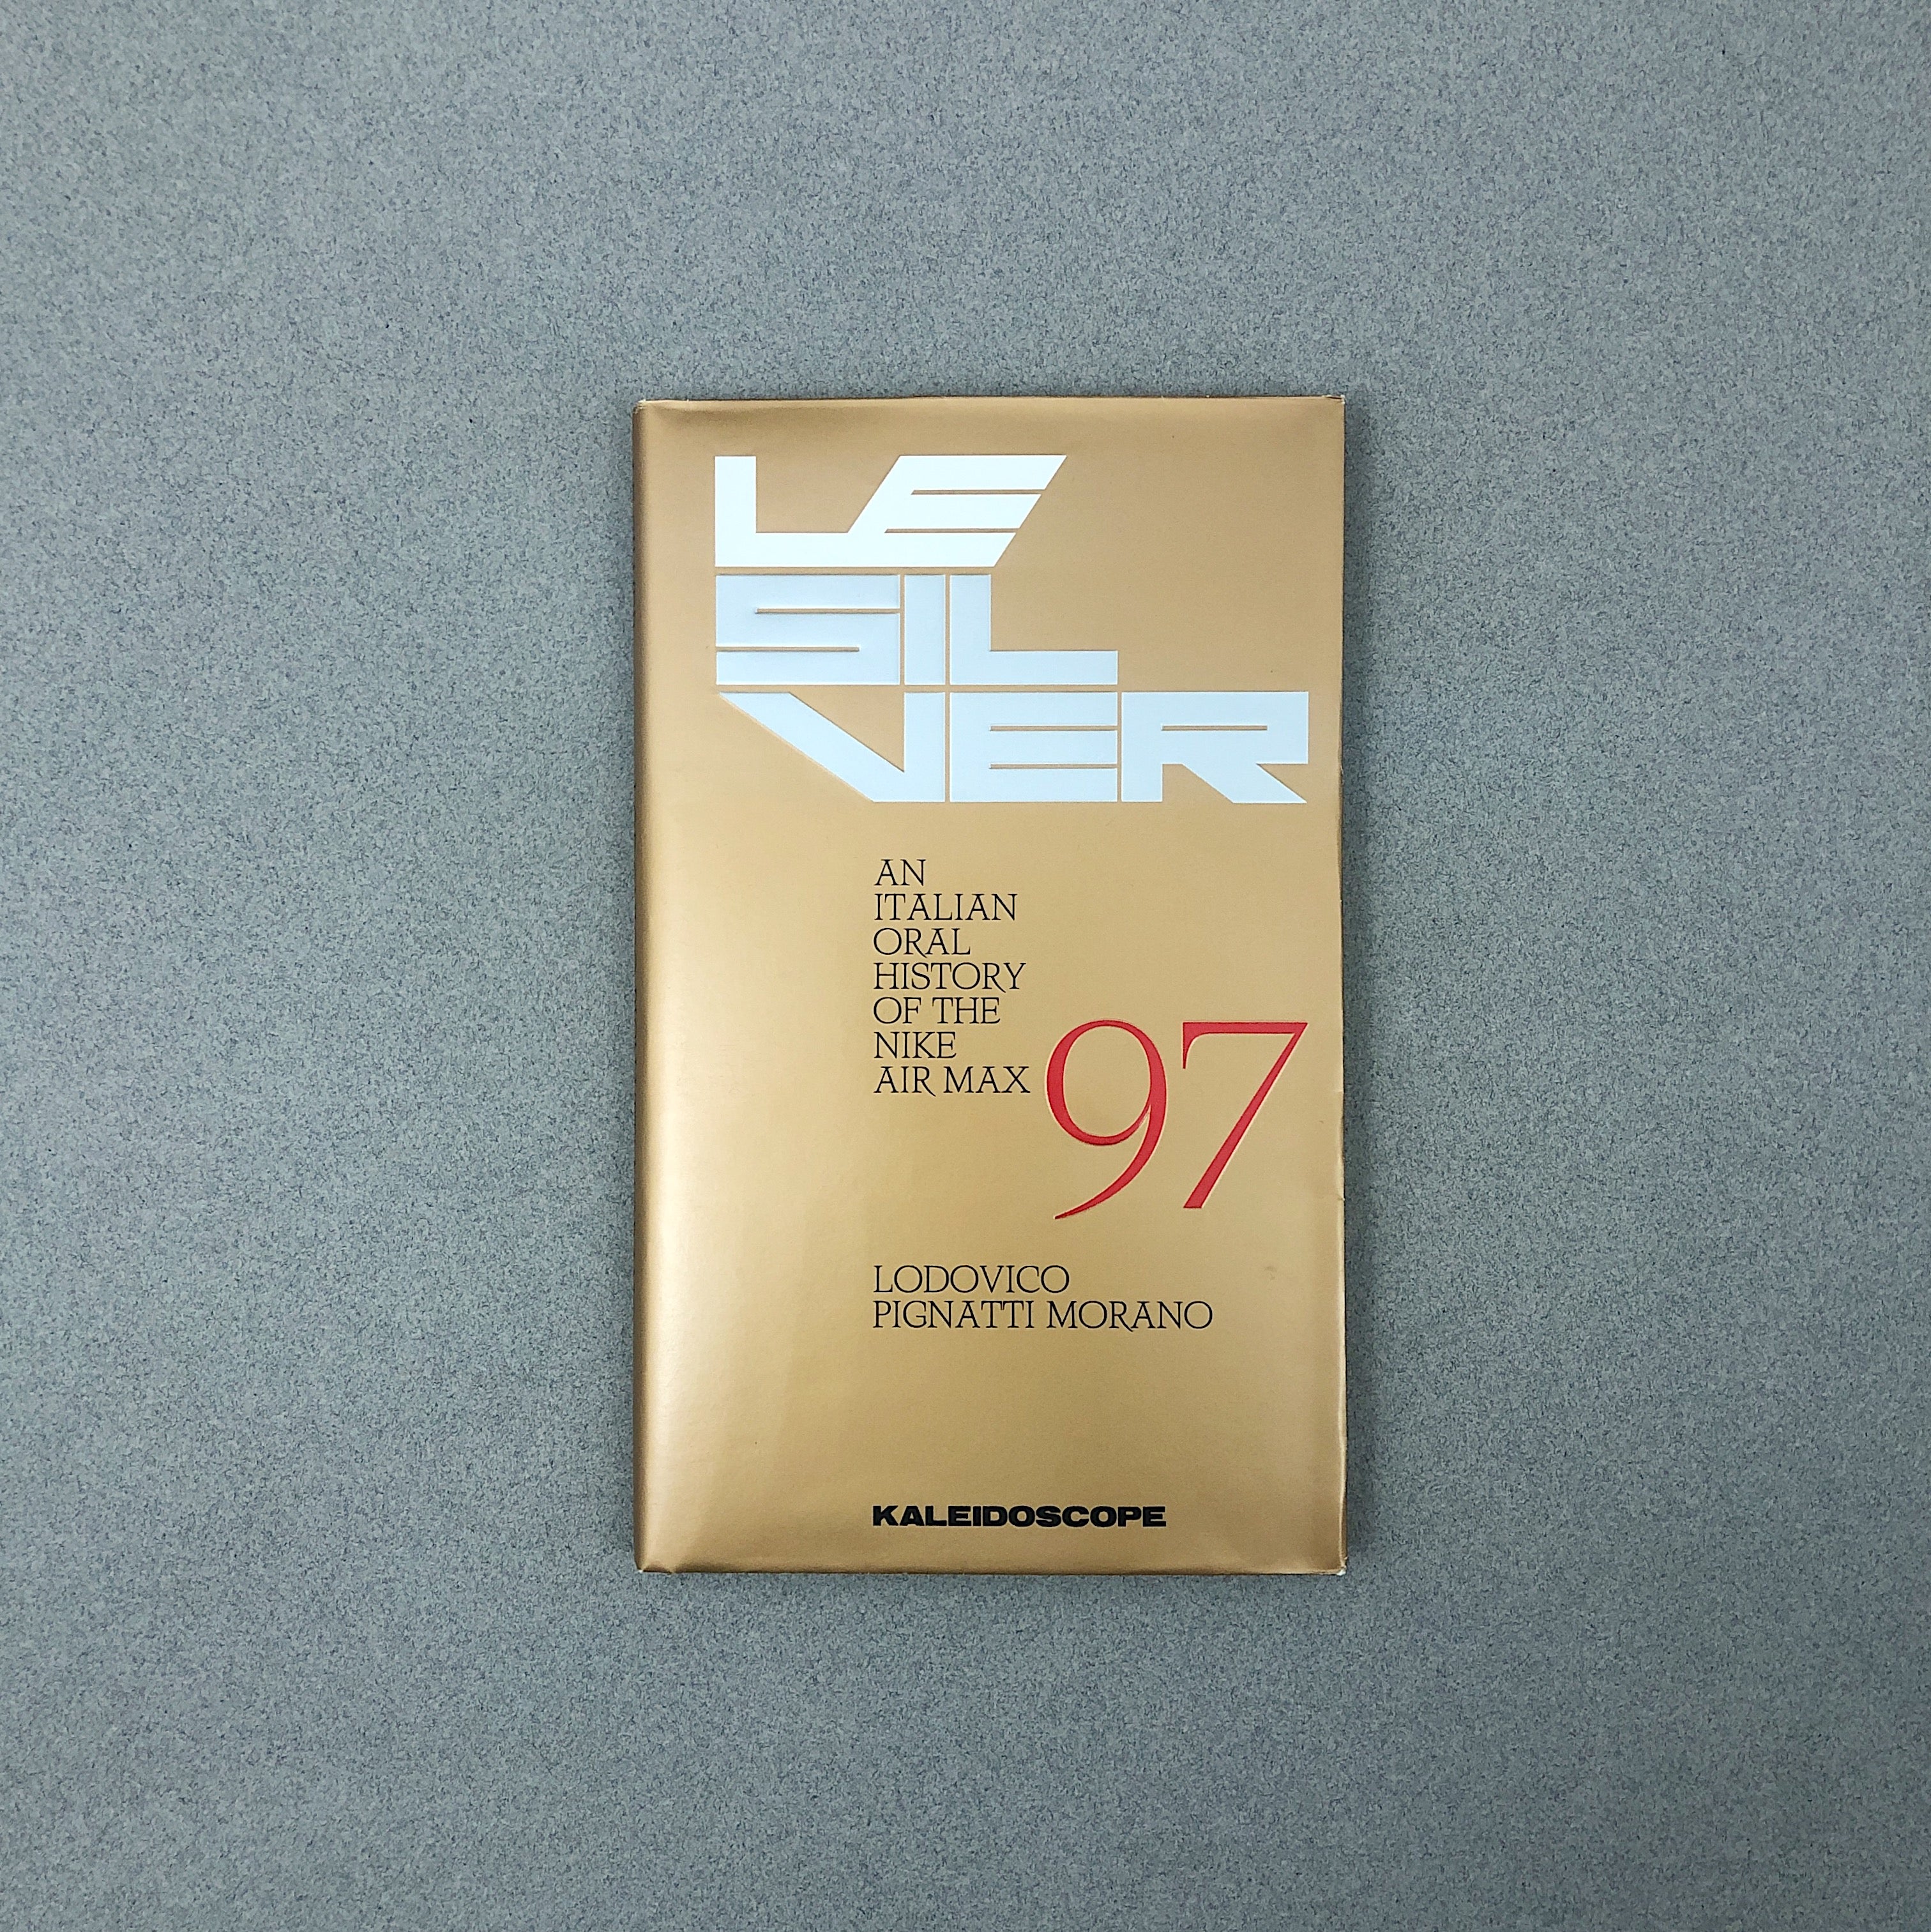 LE
SIL
VER
AN
ITALIAN
ORAL
HISTORY
OF THE
NIKE
AIR MAX 97
LODOVICO
PIGNATTI MORANO
KALEIDOSCOPE